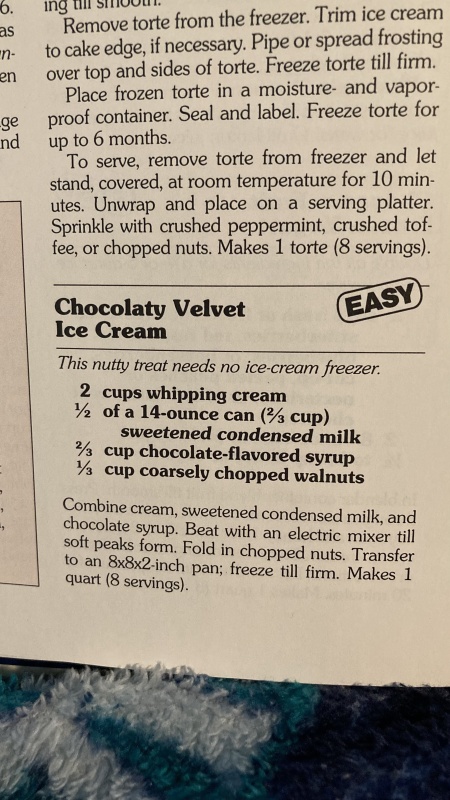 6.
as
n-
en
ge
nd
ing till smooth.
Remove torte from the freezer. Trim ice cream
to cake edge, if necessary. Pipe or spread frosting
over top and sides of torte. Freeze torte till firm.
Place frozen torte in a moisture- and vapor-
proof container. Seal and label. Freeze torte for
up to 6 months.
To serve, remove torte from freezer and let
stand, covered, at room temperature for 10 min-
utes. Unwrap and place on a serving platter.
Sprinkle with crushed peppermint, crushed tof-
fee, or chopped nuts. Makes 1 torte (8 servings).
Chocolaty Velvet
Ice Cream
EASY
This nutty treat needs no ice-cream freezer.
2 cups whipping cream
½ of a 14-ounce can (⅔ cup)
sweetened condensed milk
⅔ cup chocolate-flavored syrup
⅓ cup coarsely chopped walnuts
Combine cream, sweetened condensed milk, and
chocolate syrup. Beat with an electric mixer till
soft peaks form. Fold in chopped nuts. Transfer
to an 8x8x2-inch pan; freeze till firm. Makes 1
quart (8 servings).